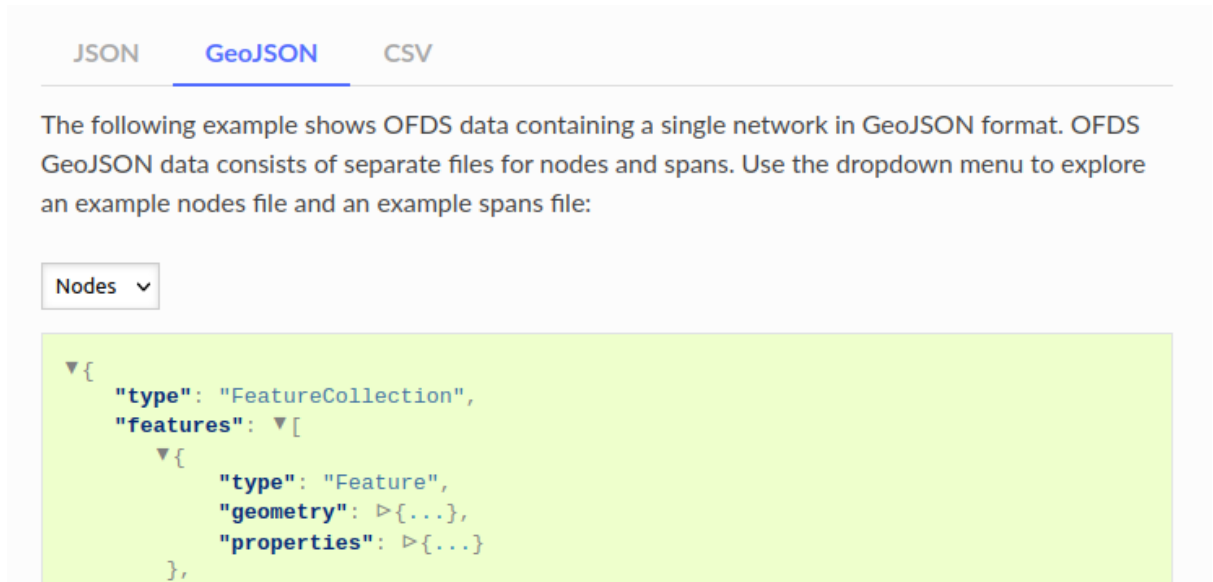 JSON GeoJSON CSV
The following example shows OFDS data containing a single network in GeoJSON format. OFDS
GeoJSON data consists of separate files for nodes and spans. Use the dropdown menu to explore
an example nodes file and an example spans file:
Nodes
▼{
"type": "FeatureCollection",
"features": ▼[
▼{
"type": "Feature",
"geometry": ▷{...},
"properties": ▷{...}
},